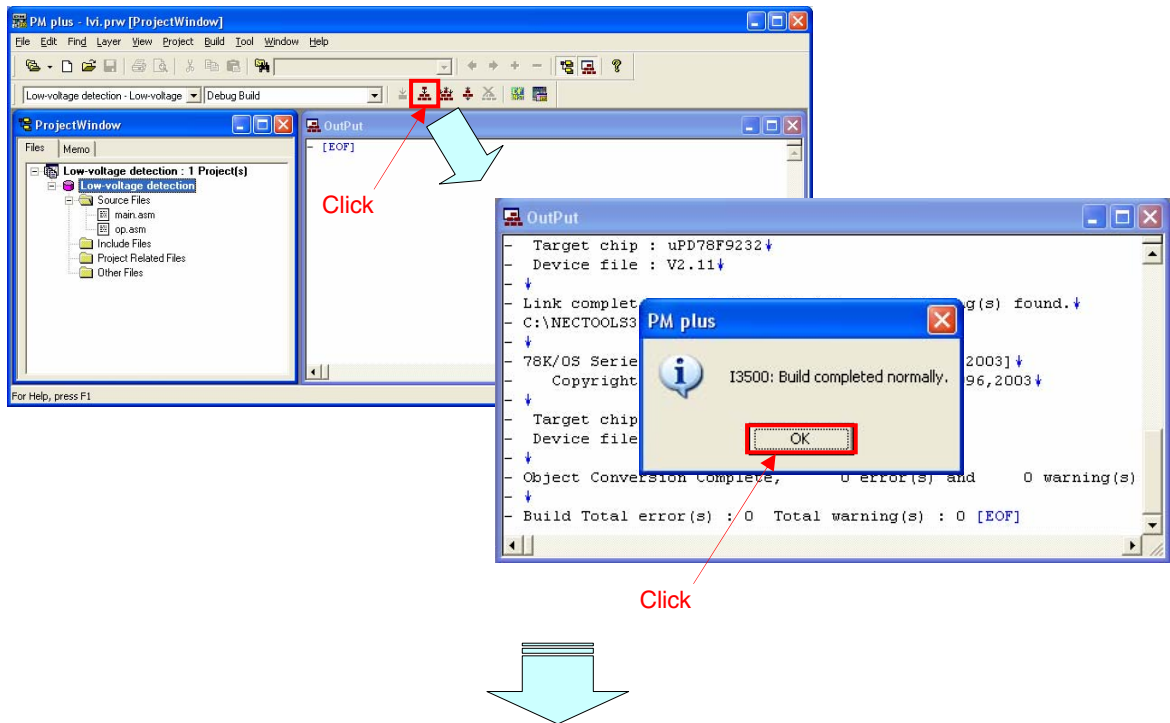 PM plus - lvi.prw [ProjectWindow]
File Edit Find Layer View Project Build Tool Window Help
Low-voltage detection - Low-voltage Debug Build
ProjectWindow
Files Memo
Low-voltage detection : 1 Project(s)
Low-voltage detection
Source Files
main.asm
op.asm
Include Files
Project Related Files
Other Files
For Help, press F1
OutPut
- [EOF]
Click
OutPut
- Target chip : uPD78F9232↓
- Device file : V2.11↓
- ↓
- Link complet g(s) found.↓
- C:\NECTOOLS3
- ↓
- 78K/0S Serie 2003]↓
- Copyright 96,2003↓
- ↓
- Target chip
- Device file
- ↓
- Object Conversion Complete, 0 error(s) and 0 warning(s)
- ↓
- Build Total error(s) : 0 Total warning(s) : 0 [EOF]
PM plus
I3500: Build completed normally.
OK
Click